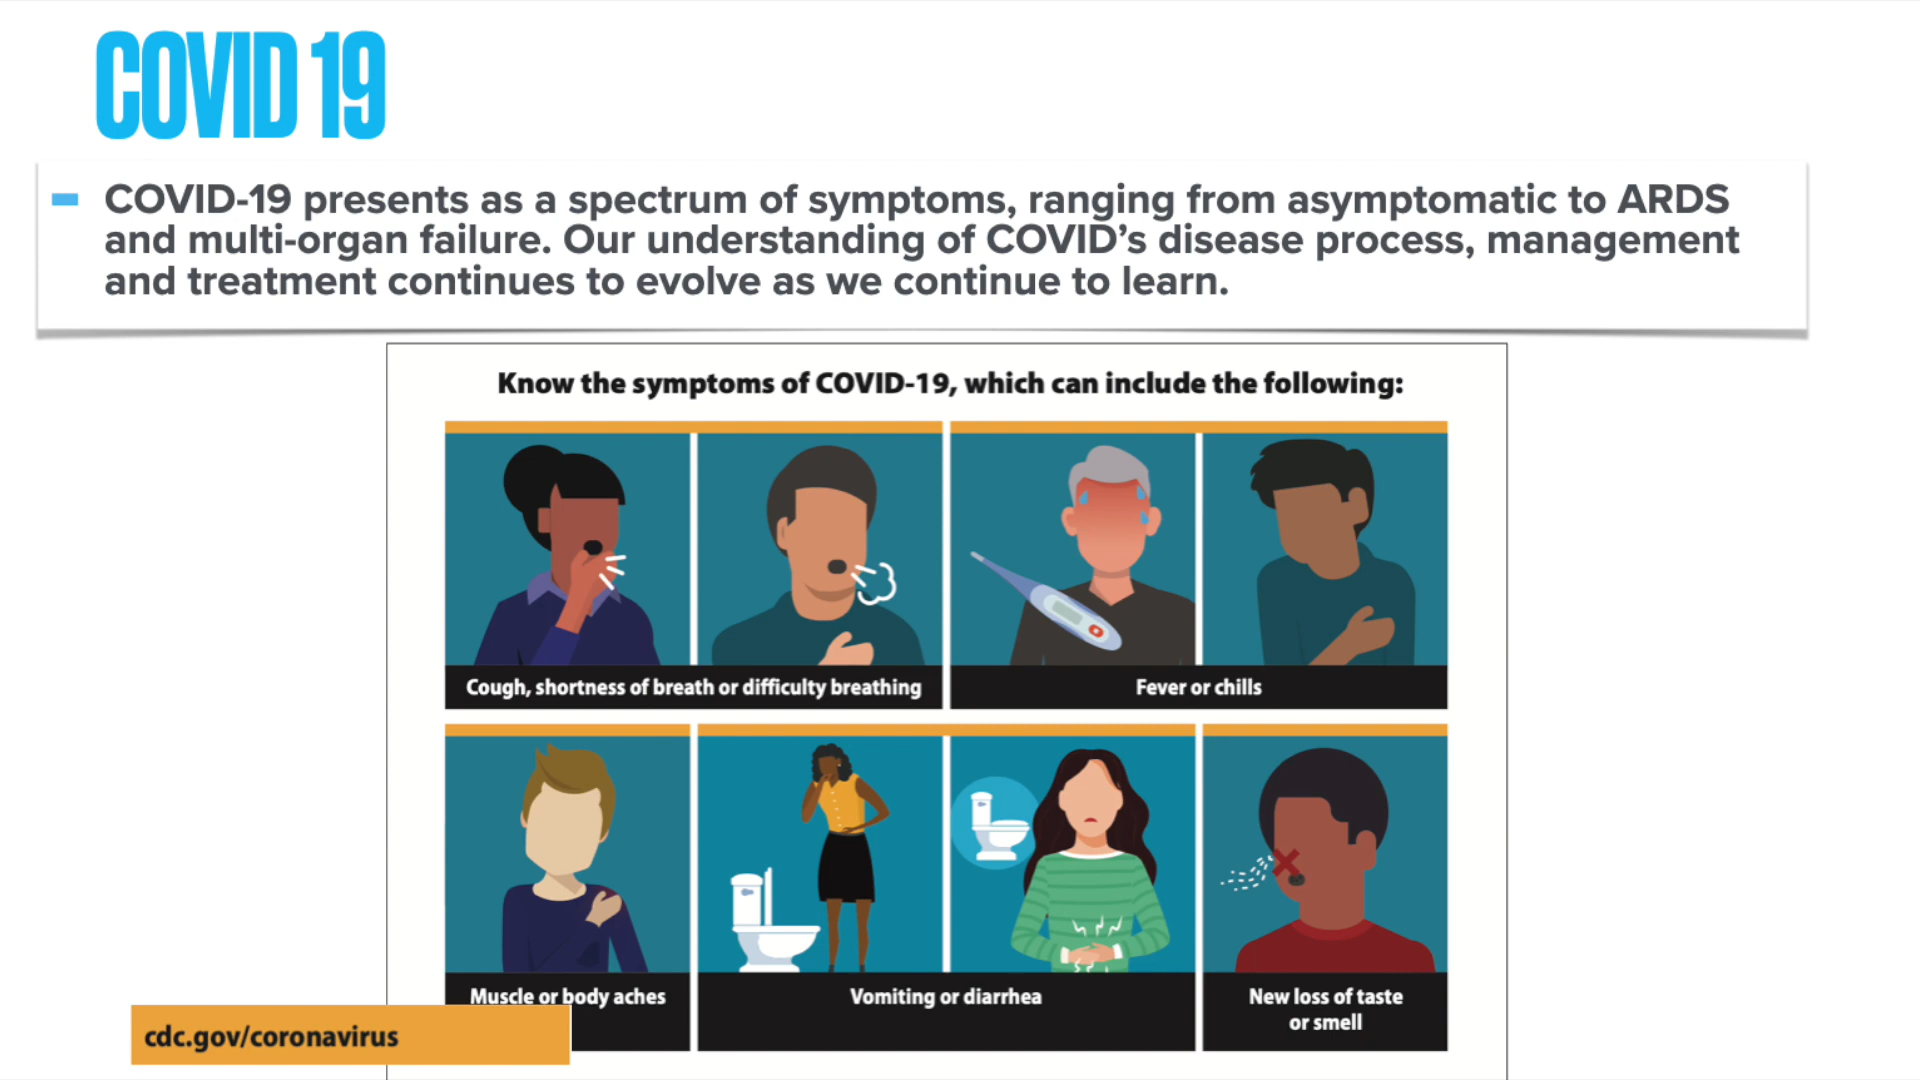 COVID 19
COVID-19 presents as a spectrum of symptoms, ranging from asymptomatic to ARDS
and multi-organ failure. Our understanding of COVID’s disease process, management
and treatment continues to evolve as we continue to learn.
Know the symptoms of COVID-19, which can include the following:
Cough, shortness of breath or difficulty breathing
Fever or chills
Muscle or body aches
Vomiting or diarrhea
New loss of taste
or smell
cdc.gov/coronavirus